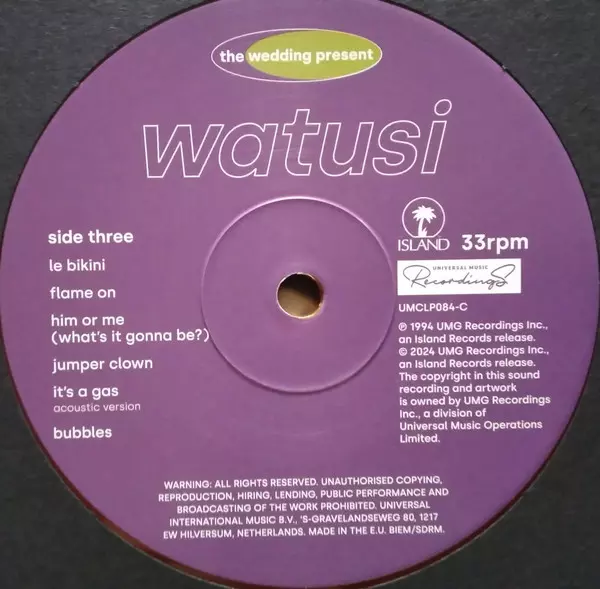 the wedding present
watusi
side three
le bikini
flame on
him or me
(what's it gonna be?)
jumper clown
it's a gas
acoustic version
bubbles
ISLAND
33rpm
UNIVERSAL MUSIC
Recordings
UMCLP084-C
℗ 1994 UMG Recordings Inc.,
an Island Records release.
© 2024 UMG Recordings Inc.,
an Island Records release.
The copyright in this sound
recording and artwork
is owned by UMG Recordings
Inc., a division of
Universal Music Operations
Limited.
WARNING: ALL RIGHTS RESERVED. UNAUTHORISED COPYING,
REPRODUCTION, HIRING, LENDING, PUBLIC PERFORMANCE AND
BROADCASTING OF THE WORK PROHIBITED. UNIVERSAL
INTERNATIONAL MUSIC B.V., 'S-GRAVELANDSEWEG 80, 1217
EW HILVERSUM, NETHERLANDS. MADE IN THE E.U. BIEM/SDRM.